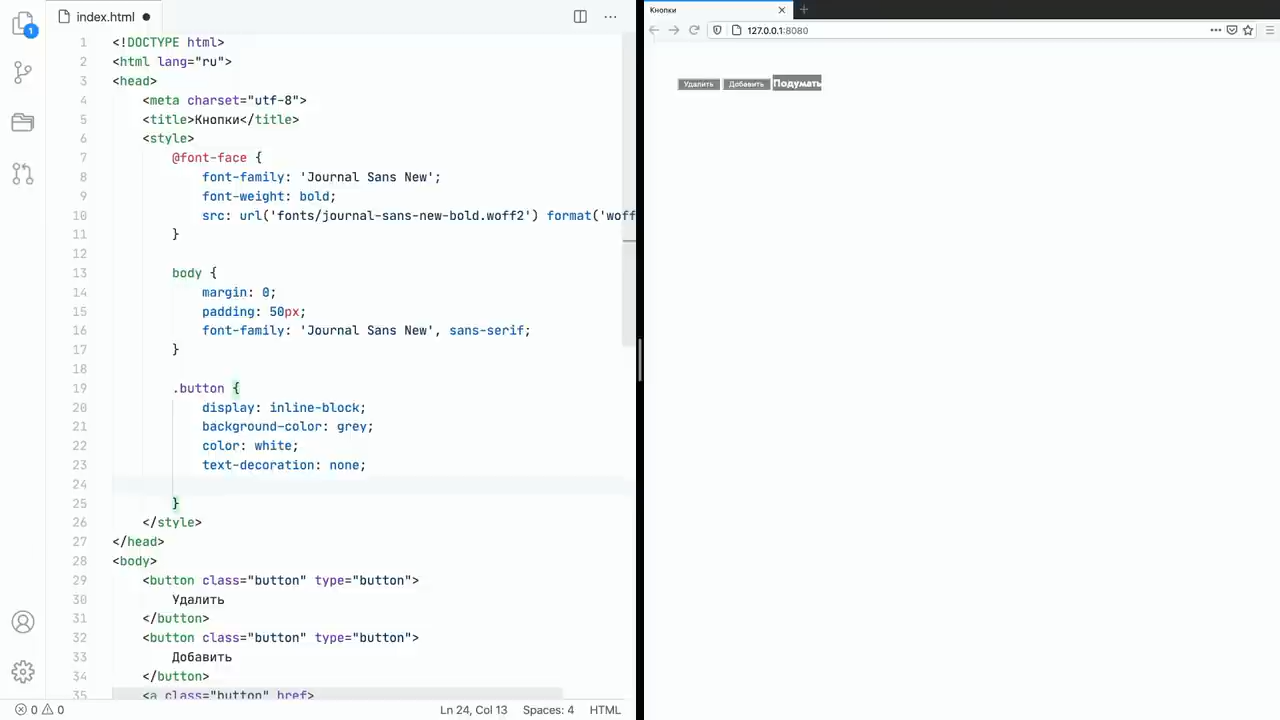 index.html
1
1 <!DOCTYPE html>
2 <html lang="ru">
3 <head>
4 <meta charset="utf-8">
5 <title>Кнопки</title>
6 <style>
7 @font-face {
8 font-family: 'Journal Sans New';
9 font-weight: bold;
10 src: url('fonts/journal-sans-new-bold.woff2') format('woff
11 }
12
13 body {
14 margin: 0;
15 padding: 50px;
16 font-family: 'Journal Sans New', sans-serif;
17 }
18
19 .button {
20 display: inline-block;
21 background-color: grey;
22 color: white;
23 text-decoration: none;
24
25 }
26 </style>
27 </head>
28 <body>
29 <button class="button" type="button">
30 Удалить
31 </button>
32 <button class="button" type="button">
33 Добавить
34 </button>
35 <a class="button" href>
0 0
Ln 24, Col 13
Spaces: 4
HTML
Кнопки
127.0.0.1:8080
Удалить Добавить Подумать